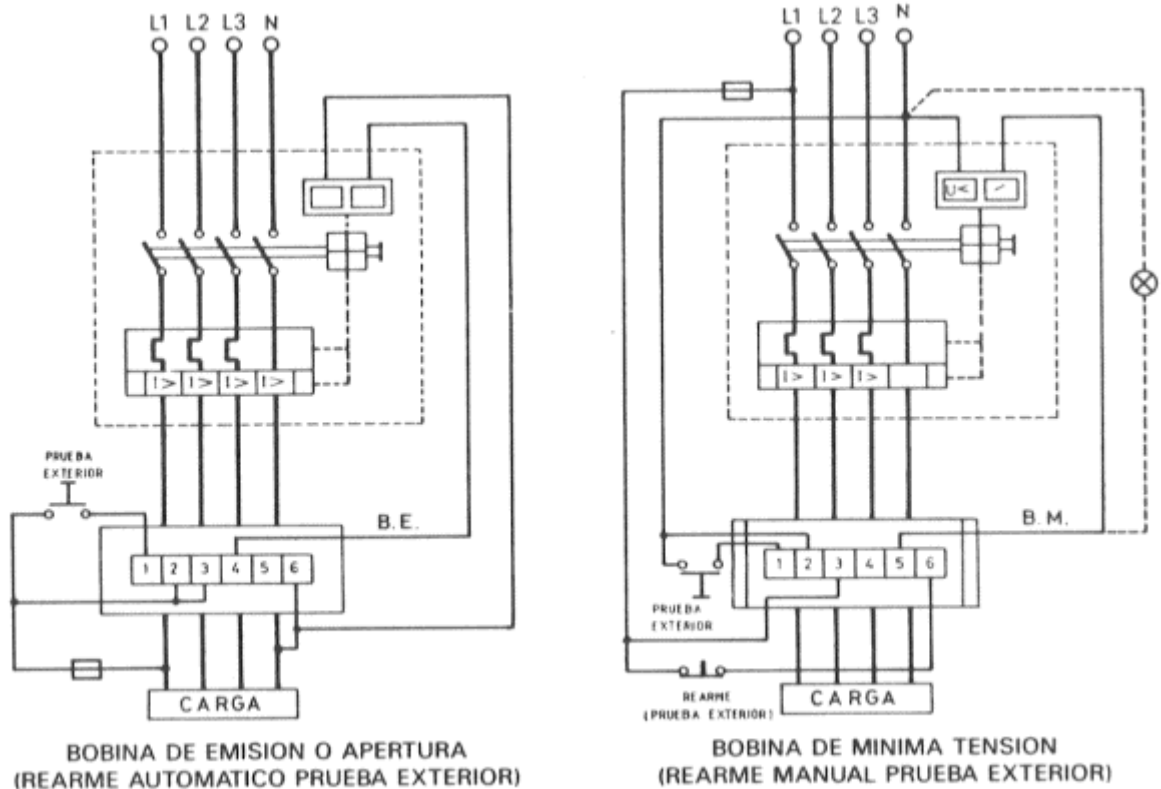 L1 L2 L3 N
PRUEBA
EXTERIOR
I> I> I> I>
B.E.
1 2 3 4 5 6
CARGA
BOBINA DE EMISION O APERTURA
(REARME AUTOMATICO PRUEBA EXTERIOR)
L1 L2 L3 N
U<
I> I> I>
B.M.
1 2 3 4 5 6
PRUEBA
EXTERIOR
REARME
(PRUEBA EXTERIOR)
CARGA
BOBINA DE MINIMA TENSION
(REARME MANUAL PRUEBA EXTERIOR)